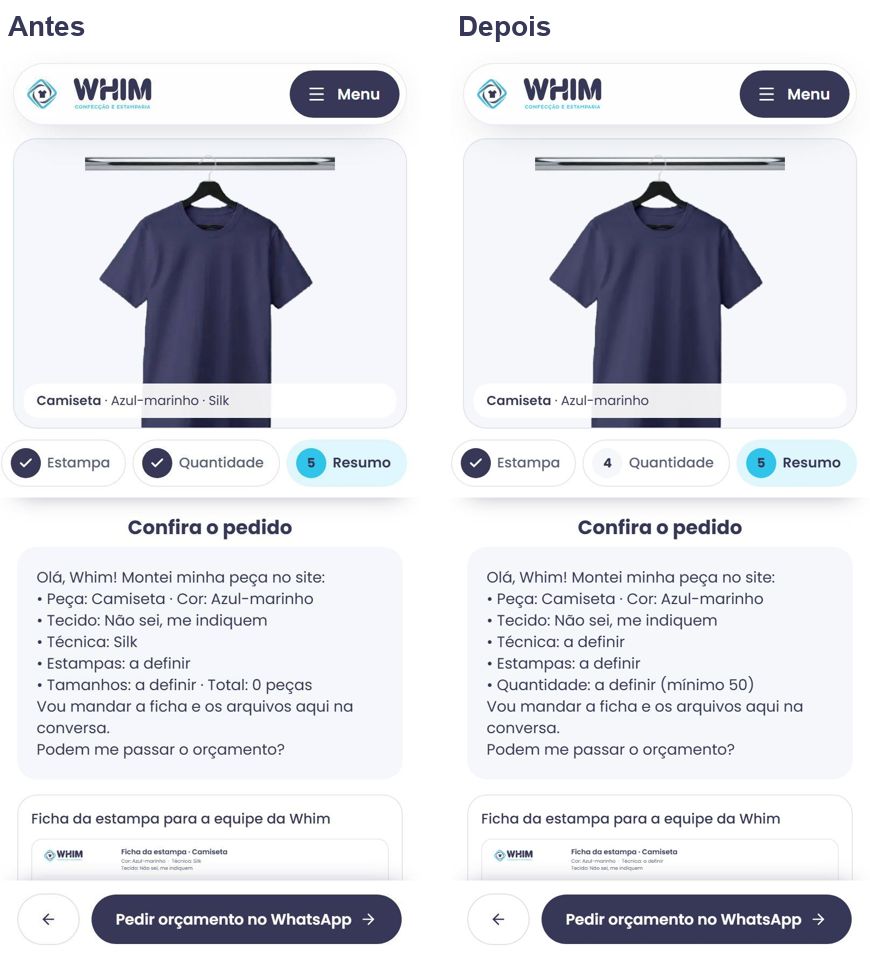 Antes
WHIM
CONFECÇÃO E ESTAMPARIA
Menu
Camiseta · Azul-marinho · Silk
Estampa
Quantidade
5 Resumo
Confira o pedido
Olá, Whim! Montei minha peça no site:
• Peça: Camiseta · Cor: Azul-marinho
• Tecido: Não sei, me indiquem
• Técnica: Silk
• Estampas: a definir
• Tamanhos: a definir · Total: 0 peças
Vou mandar a ficha e os arquivos aqui na
conversa.
Podem me passar o orçamento?
Ficha da estampa para a equipe da Whim
WHIM
Ficha da estampa · Camiseta
Cor: Azul-marinho · Técnica: Silk
Tecido: Não sei, me indiquem
Pedir orçamento no WhatsApp
Depois
WHIM
CONFECÇÃO E ESTAMPARIA
Menu
Camiseta · Azul-marinho
Estampa
4 Quantidade
5 Resumo
Confira o pedido
Olá, Whim! Montei minha peça no site:
• Peça: Camiseta · Cor: Azul-marinho
• Tecido: Não sei, me indiquem
• Técnica: a definir
• Estampas: a definir
• Quantidade: a definir (mínimo 50)
Vou mandar a ficha e os arquivos aqui na
conversa.
Podem me passar o orçamento?
Ficha da estampa para a equipe da Whim
WHIM
Ficha da estampa · Camiseta
Cor: Azul-marinho · Técnica: a definir
Tecido: Não sei, me indiquem
Pedir orçamento no WhatsApp